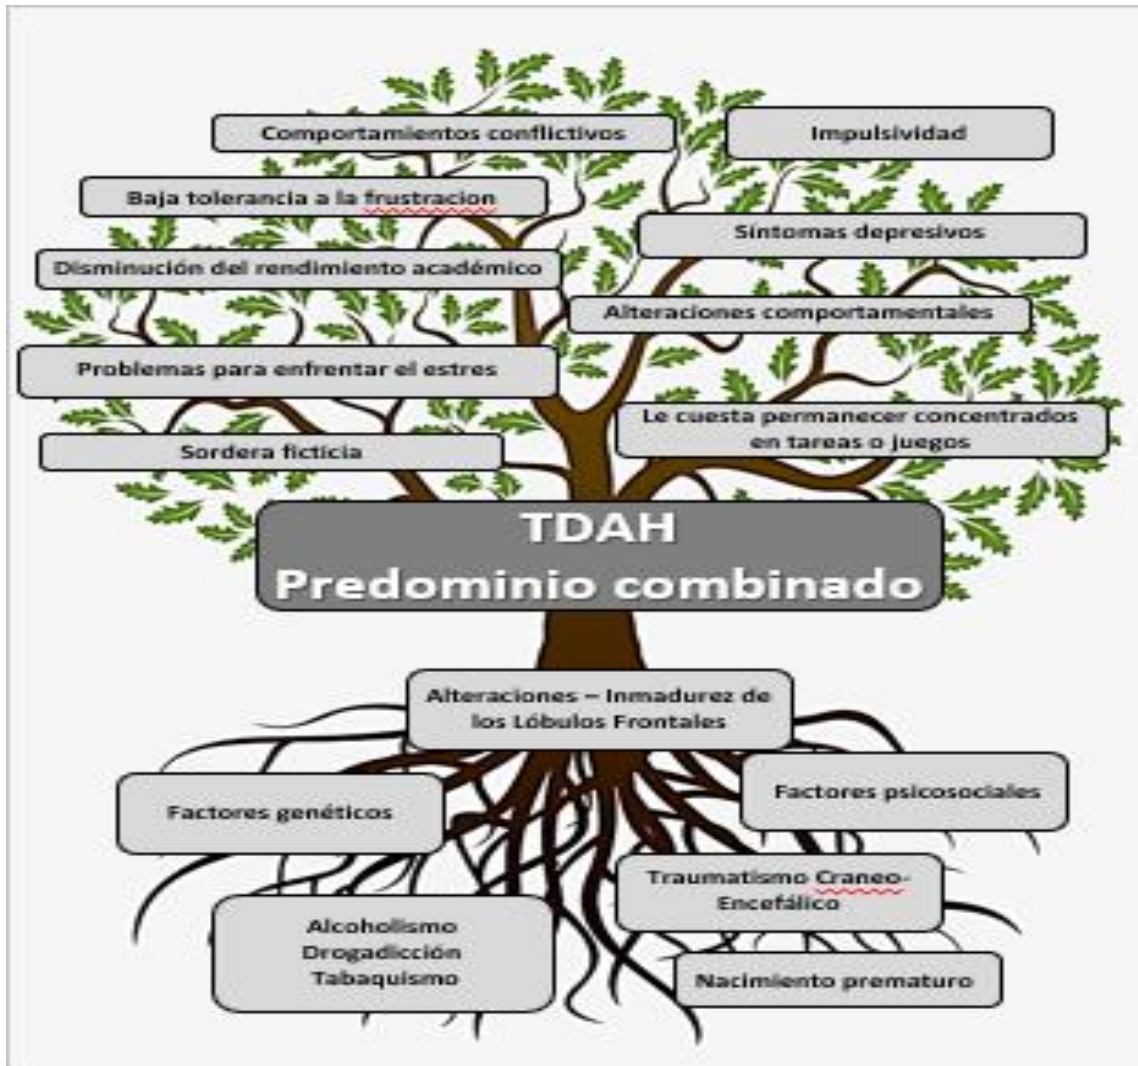 Comportamientos conflictivos
Impulsividad
Baja tolerancia a la frustracion
Síntomas depresivos
Disminución del rendimiento académico
Alteraciones comportamentales
Problemas para enfrentar el estres
Le cuesta permanecer concentrados
en tareas o juegos
Sordera ficticia
TDAH
Predominio combinado
Alteraciones – Inmadurez de
los Lóbulos Frontales
Factores genéticos
Factores psicosociales
Traumatismo Craneo-
Encefálico
Alcoholismo
Drogadicción
Tabaquismo
Nacimiento prematuro